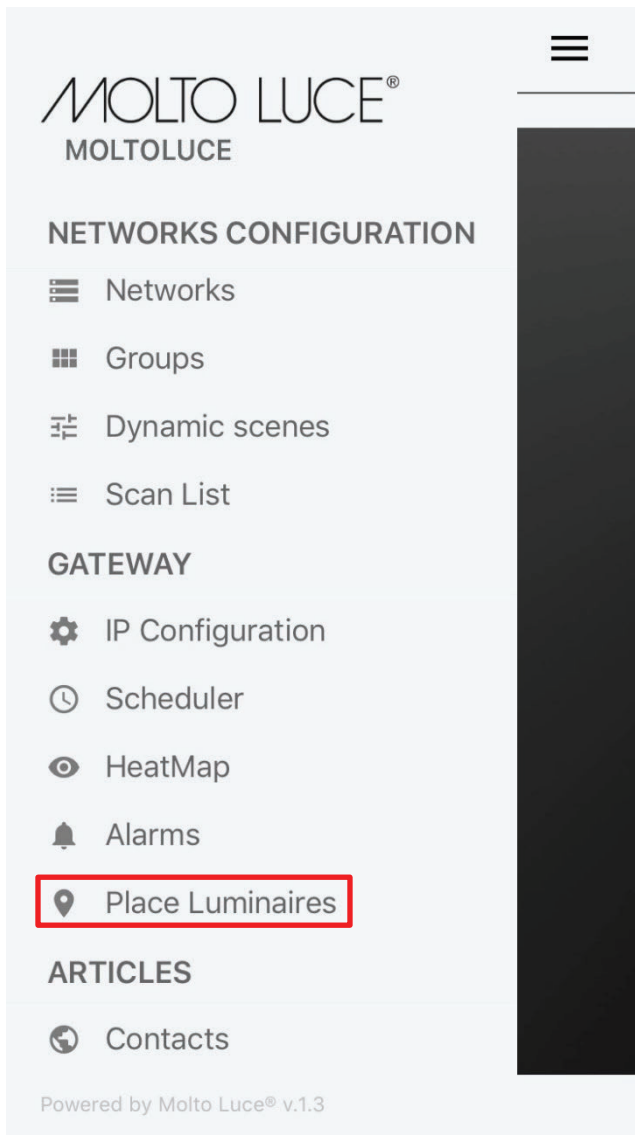 MOLTO LUCE®
MOLTOLUCE
NETWORKS CONFIGURATION
Networks
Groups
Dynamic scenes
Scan List
GATEWAY
IP Configuration
Scheduler
HeatMap
Alarms
Place Luminaires
ARTICLES
Contacts
Powered by Molto Luce® v.1.3